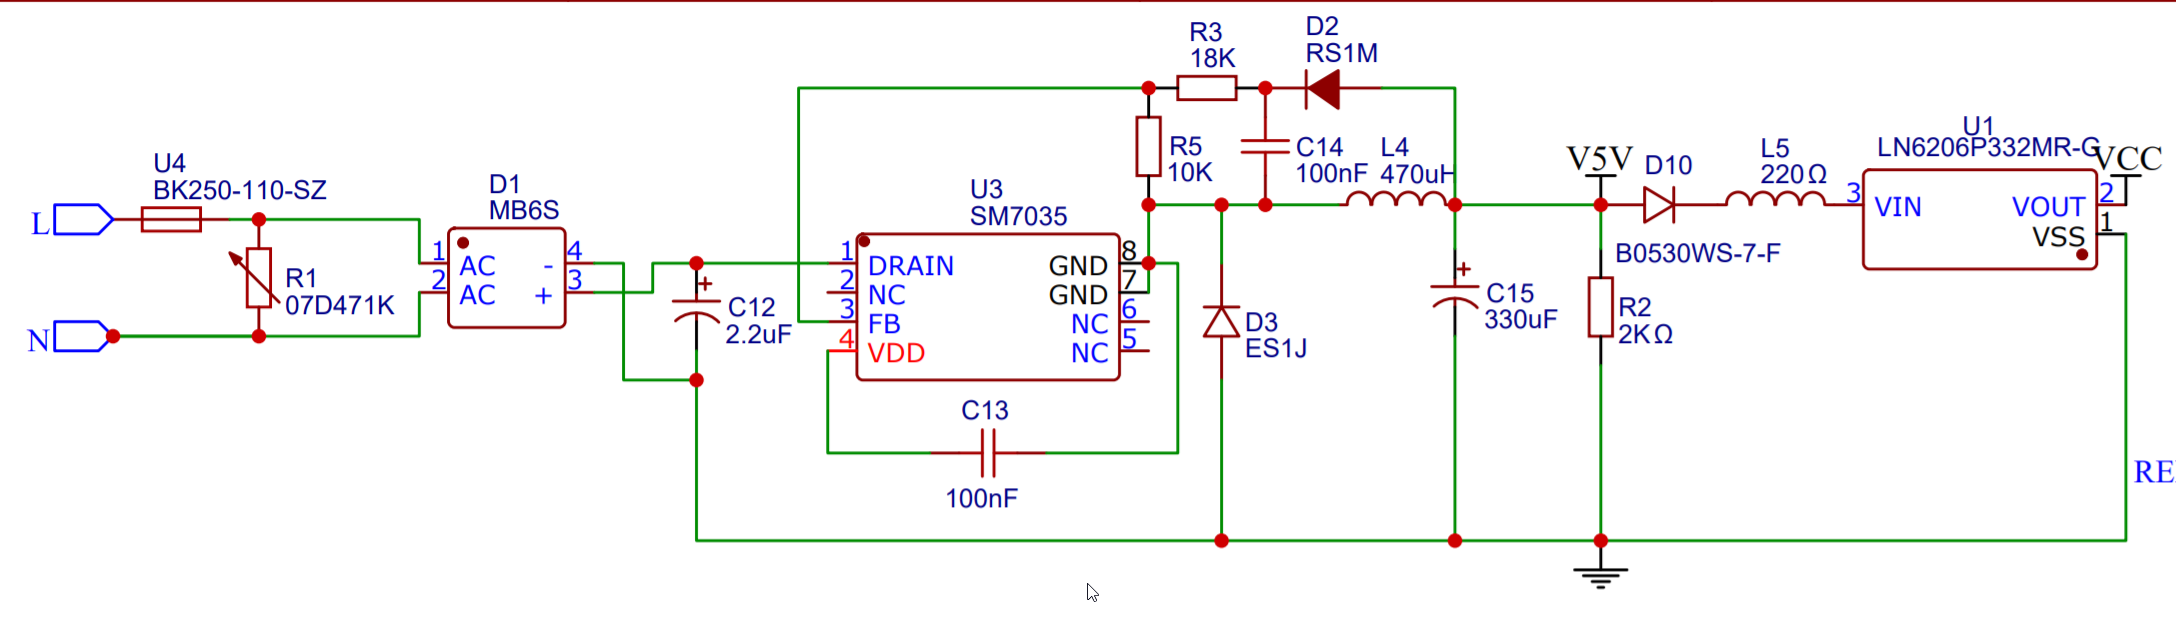 L
N
U4
BK250-110-SZ
R1
07D471K
D1
MB6S
1
2
AC
AC
-
+
4
3
C12
2.2uF
U3
SM7035
1
2
3
4
DRAIN
NC
FB
VDD
GND
GND
NC
NC
8
7
6
5
C13
100nF
R3
18K
D2
RS1M
R5
10K
C14
100nF
L4
470uH
D3
ES1J
C15
330uF
V5V
D10
B0530WS-7-F
R2
2KΩ
L5
220Ω
U1
LN6206P332MR-G
VCC
3
VIN
VOUT
VSS
2
1
RE